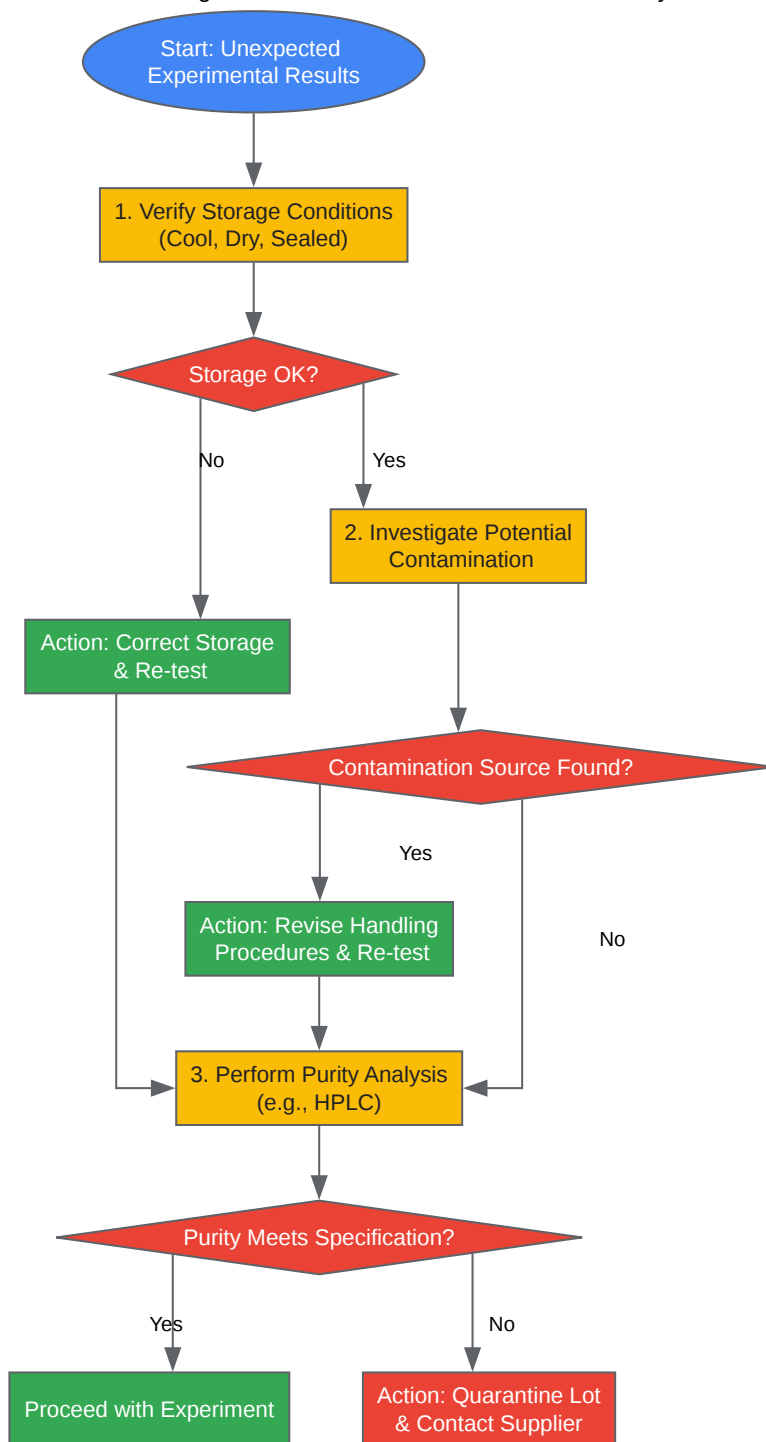 Start: Unexpected
Experimental Results
1. Verify Storage Conditions
(Cool, Dry, Sealed)
Storage OK?
No
Yes
2. Investigate Potential
Contamination
Action: Correct Storage
& Re-test
Contamination Source Found?
Yes
No
Action: Revise Handling
Procedures & Re-test
3. Perform Purity Analysis
(e.g., HPLC)
Purity Meets Specification?
Yes
No
Proceed with Experiment
Action: Quarantine Lot
& Contact Supplier